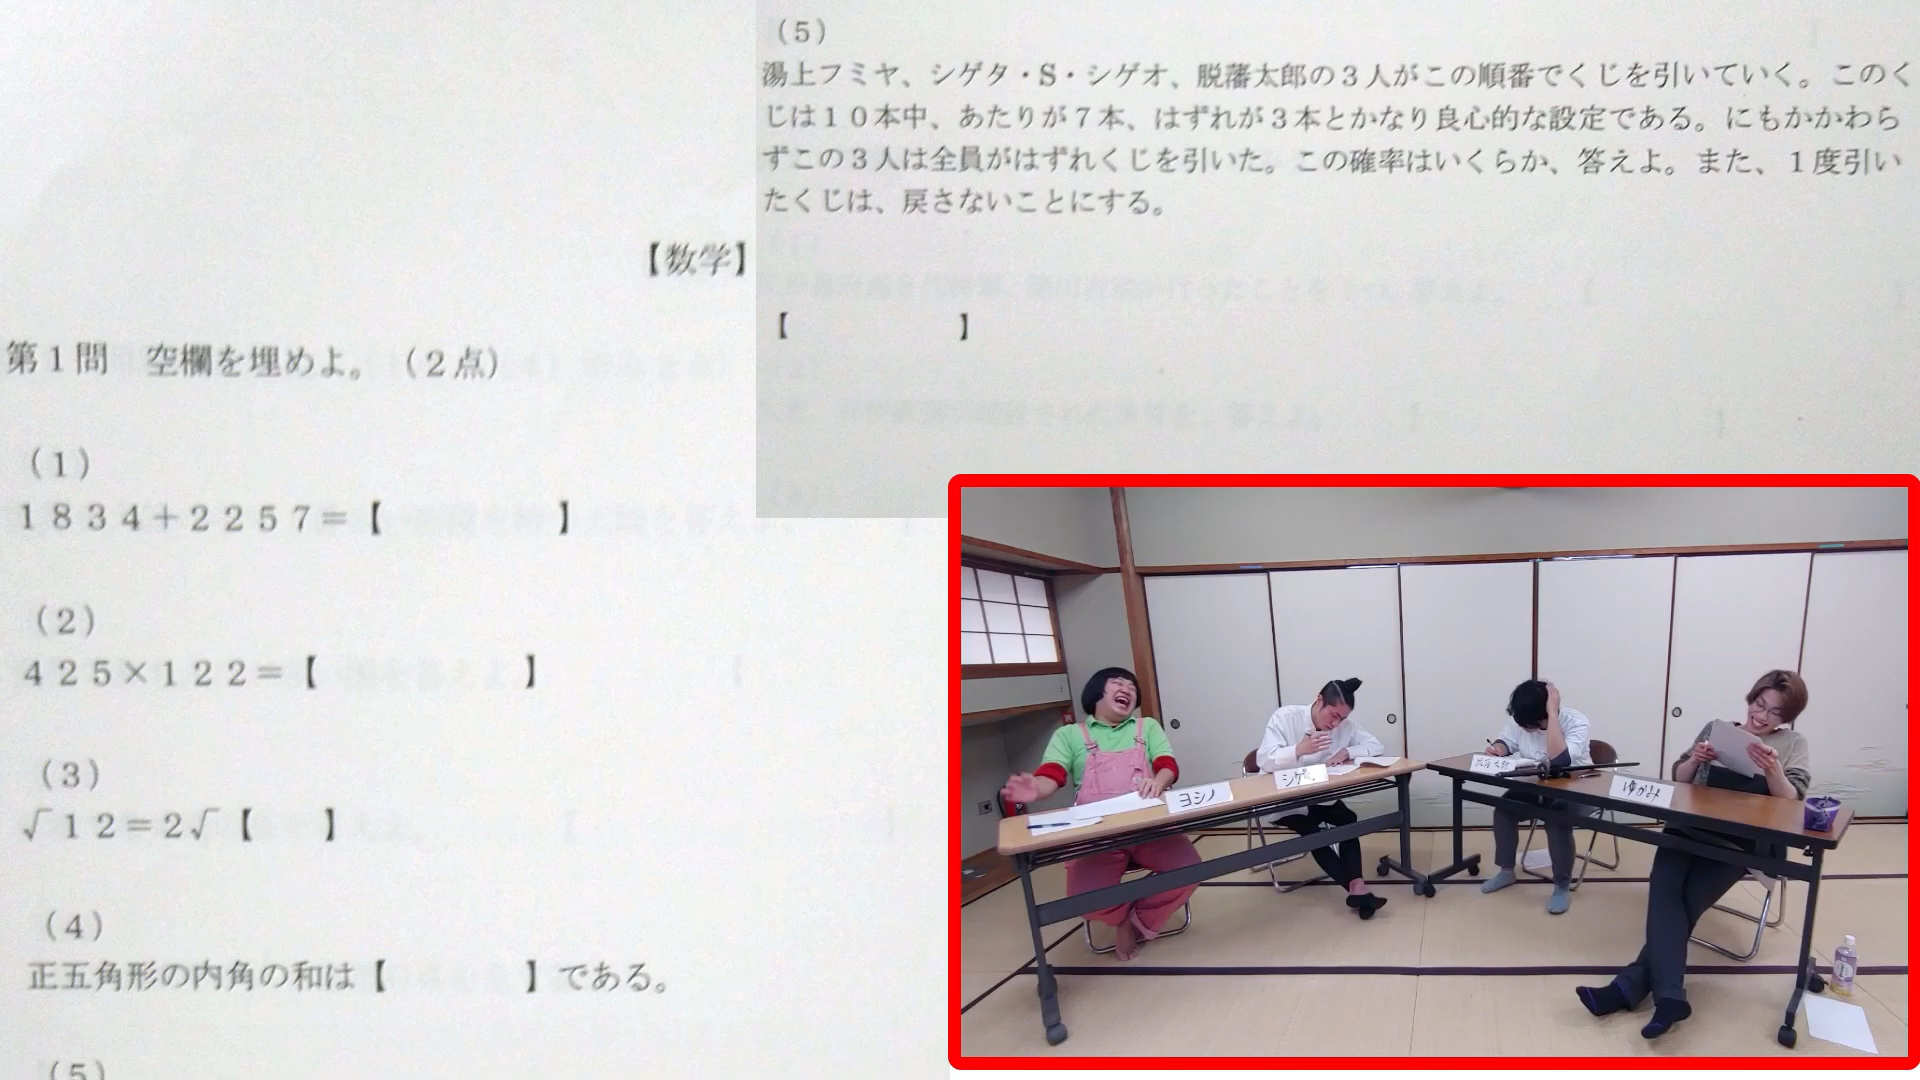 【数学】
第１問　空欄を埋めよ。（２点）
（１）
１８３４＋２２５７＝【　　　　　】
（２）
４２５×１２２＝【　　　　　　】
（３）
√１２＝２√【　　】
（４）
正五角形の内角の和は【　　　　】である。
（５）
（５）
湯上フミヤ、シゲタ・Ｓ・シゲオ、脱藩太郎の３人がこの順番でくじを引いていく。このく
じは１０本中、あたりが７本、はずれが３本とかなり良心的な設定である。にもかかわら
ずこの３人は全員がはずれくじを引いた。この確率はいくらか、答えよ。また、１度引い
たくじは、戻さないことにする。
【　　　　　】
ヨシノ
ゆがみ